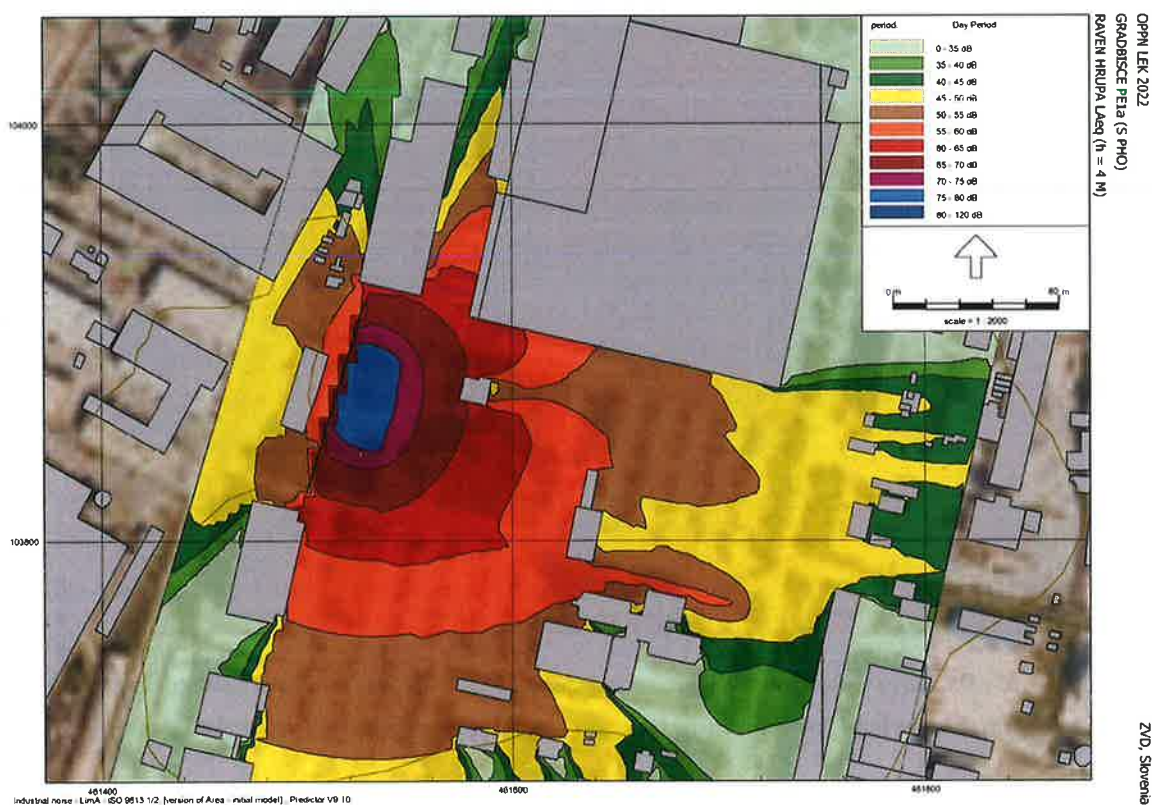 OPPN LEK 2022
GRADBISCE PE1a (S PHO)
RAVEN HRUPA LAeq (h = 4 M)
period. Day Period
0 - 35 dB
35 - 40 dB
40 - 45 dB
45 - 50 dB
50 - 55 dB
55 - 60 dB
60 - 65 dB
65 - 70 dB
70 - 75 dB
75 - 80 dB
80 - 120 dB
0 m 80 m
scale = 1 : 2000
104000
103800
461400 461600 461800
Industrial noise - LimA - ISO 9613 1/2, [version of Area - initial model] , Predictor V9.10
ZVD, Slovenia